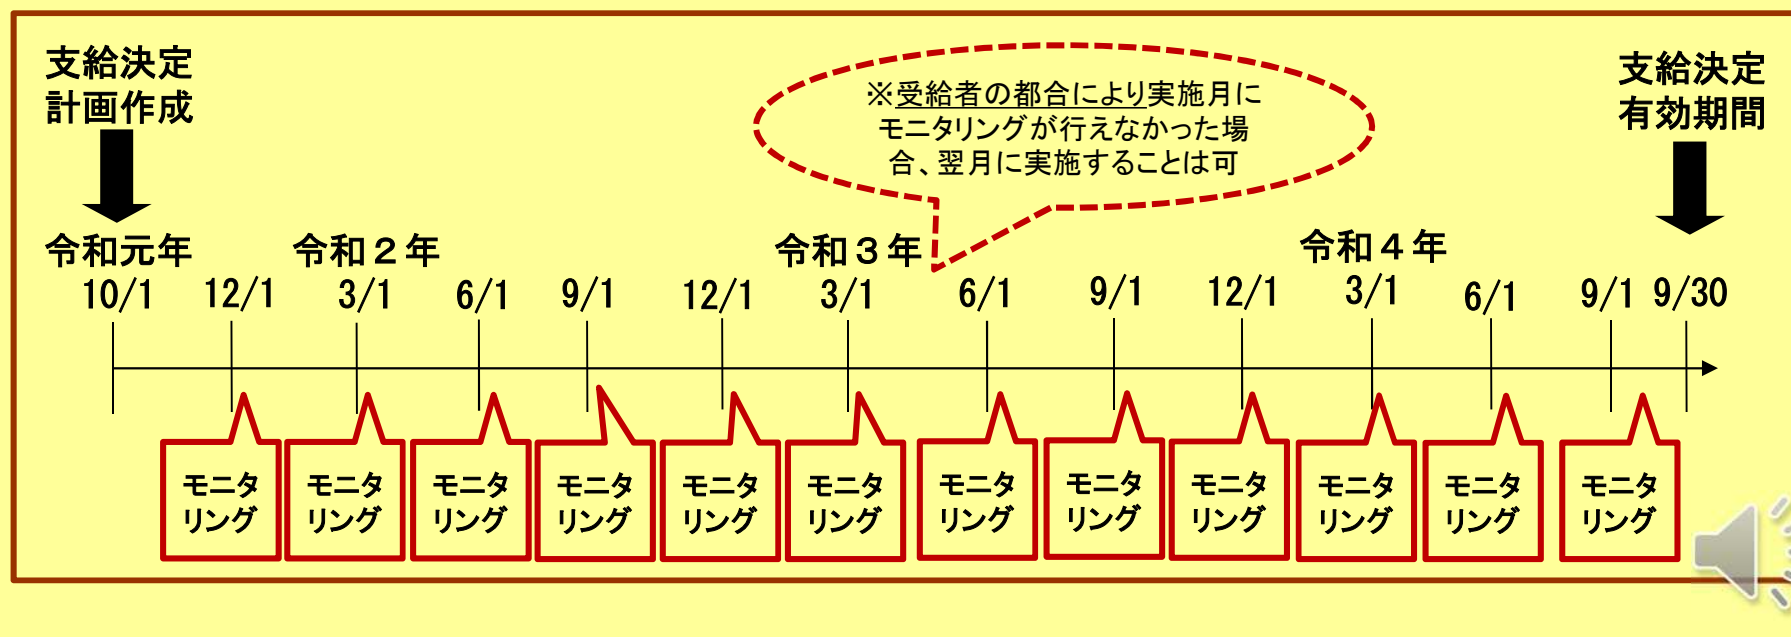 支給決定
計画作成
※受給者の都合により実施月に
モニタリングが行えなかった場
合、翌月に実施することは可
支給決定
有効期間
令和元年
令和２年
令和３年
令和４年
10/1
12/1
3/1
6/1
9/1
12/1
3/1
6/1
9/1
12/1
3/1
6/1
9/1
9/30
モニタ
リング
モニタ
リング
モニタ
リング
モニタ
リング
モニタ
リング
モニタ
リング
モニタ
リング
モニタ
リング
モニタ
リング
モニタ
リング
モニタ
リング
モニタ
リング